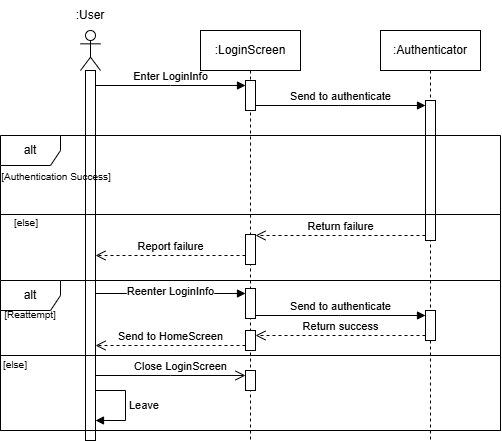 :User
:LoginScreen
:Authenticator
Enter LoginInfo
Send to authenticate
alt
[Authentication Success]
[else]
Return failure
Report failure
alt
Reenter LoginInfo
[Reattempt]
Send to authenticate
Return success
Send to HomeScreen
[else]
Close LoginScreen
Leave